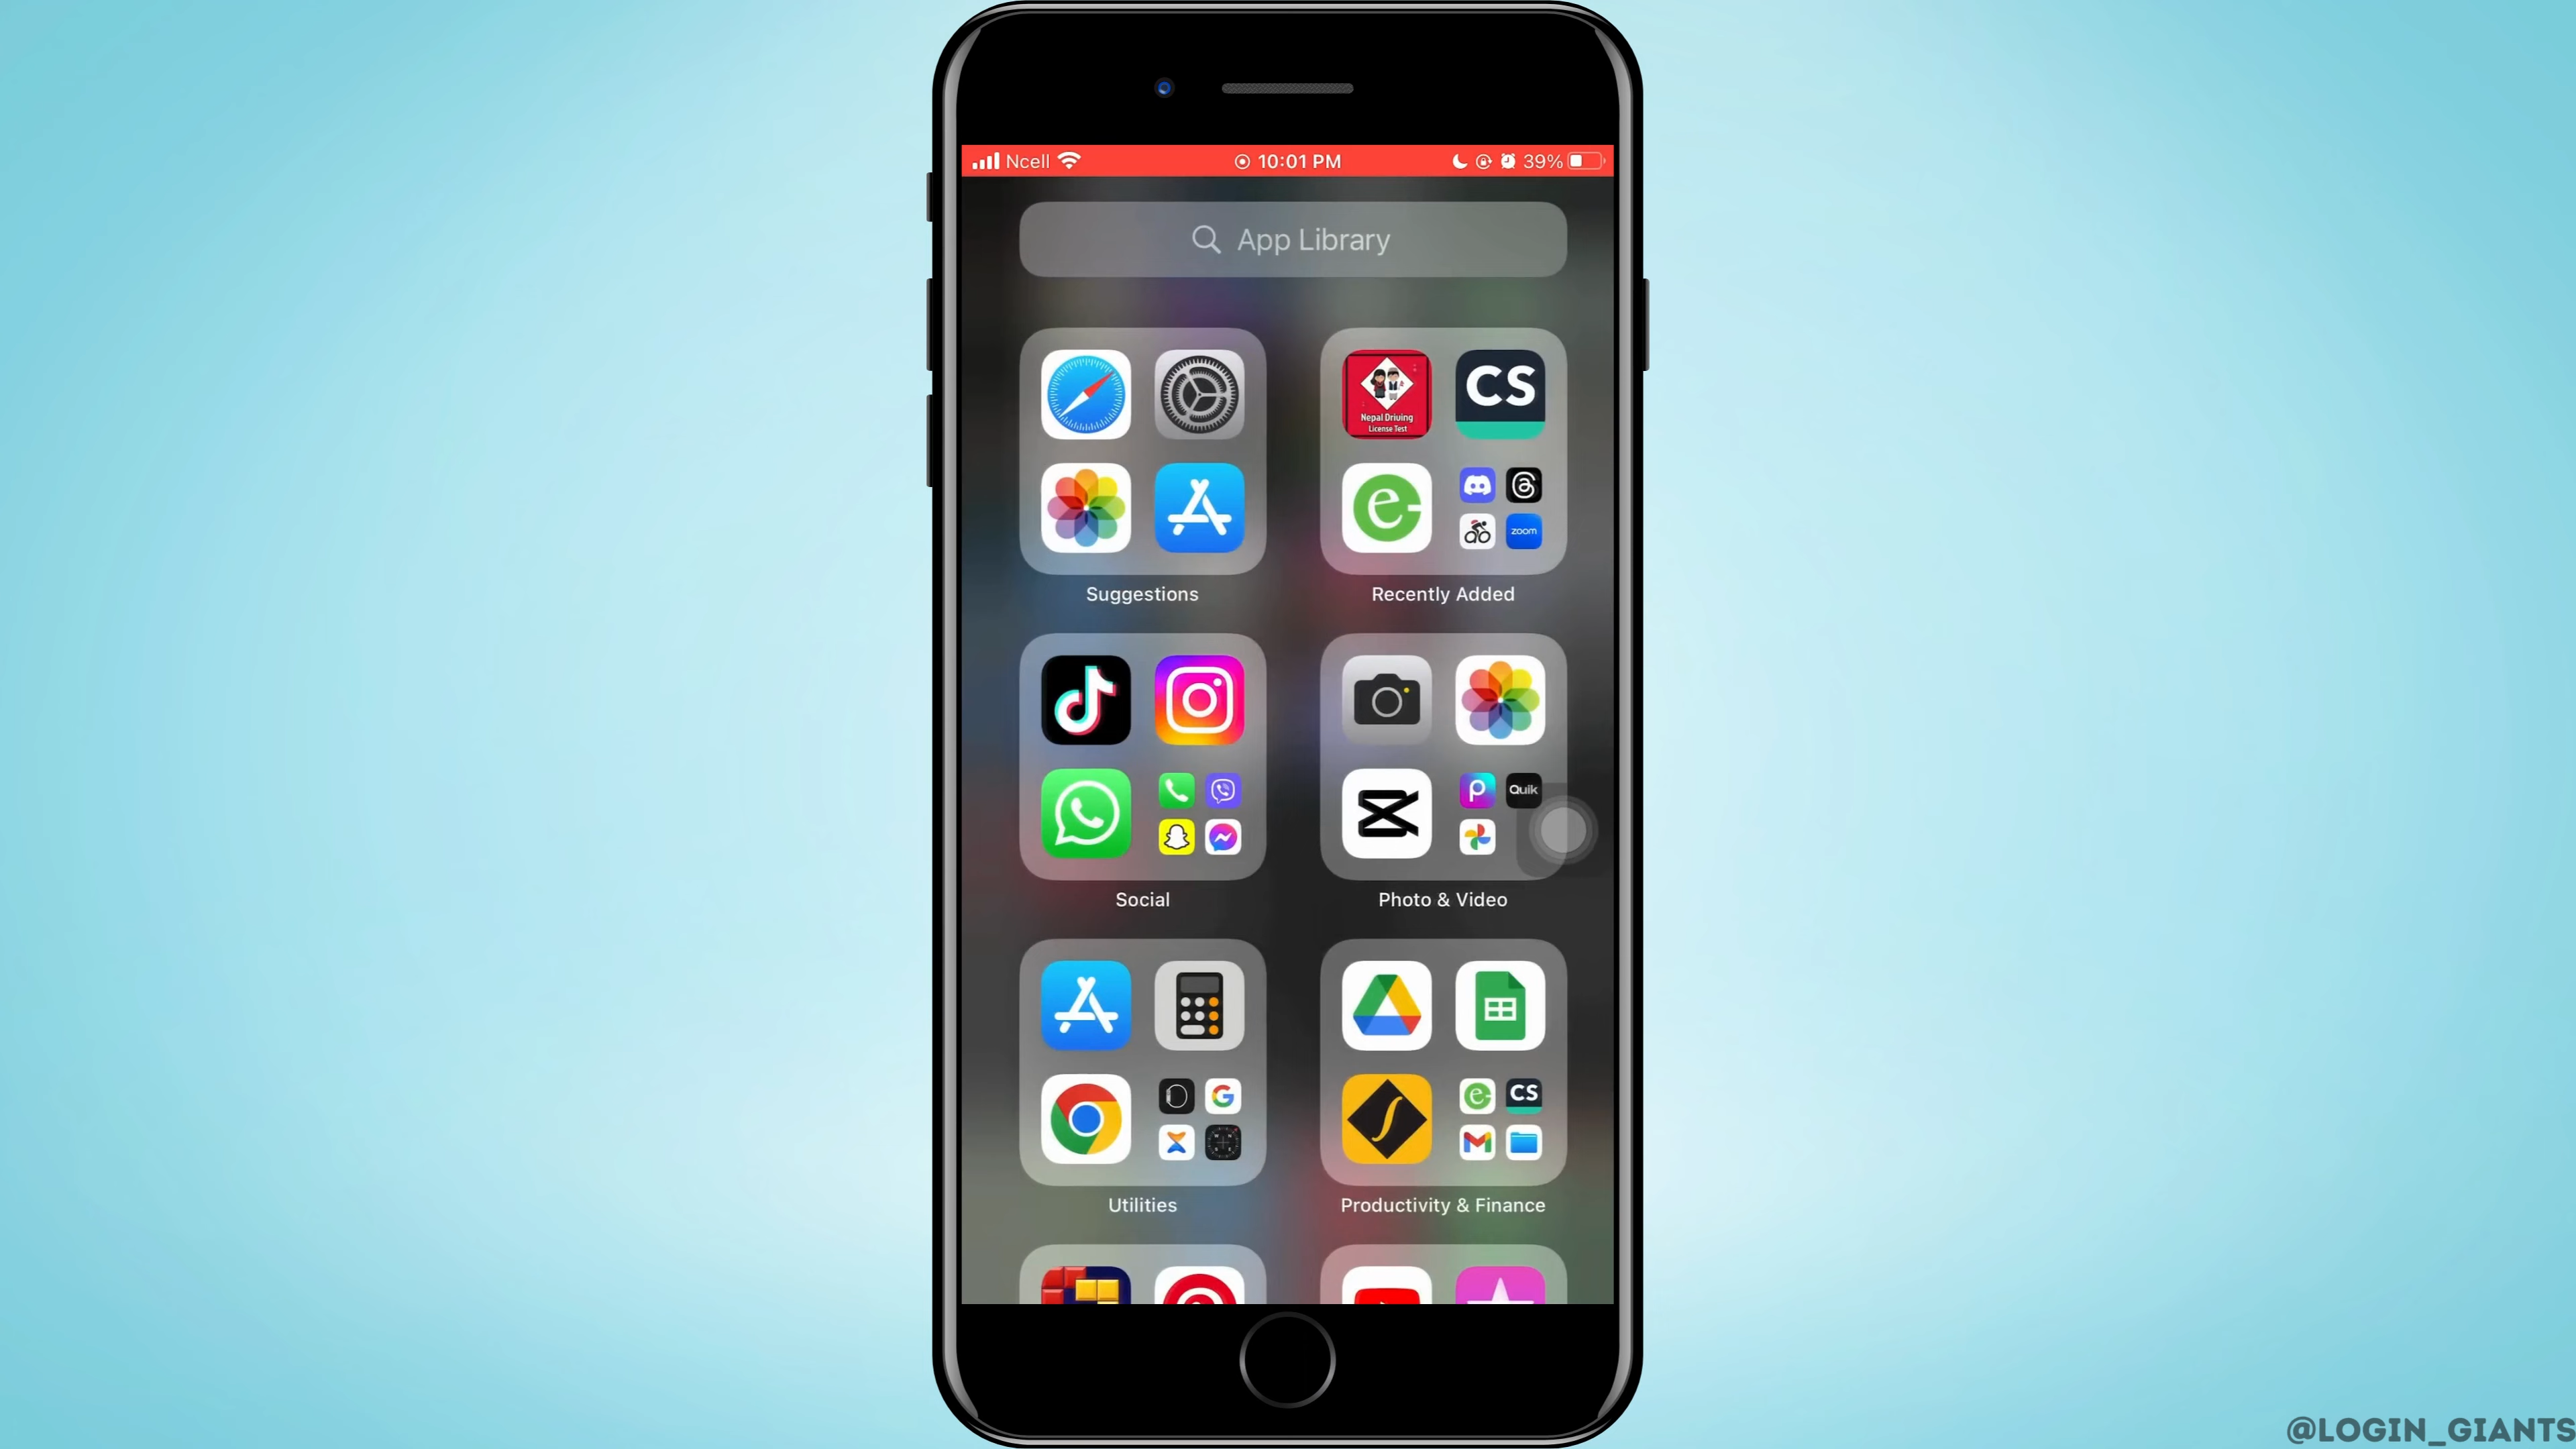 Ncell 10:01 PM 39%
App Library
Nepal Driving
License Test
CS
e
zoom
Suggestions Recently Added
Quik
Social Photo & Video
G
e CS
Utilities Productivity & Finance
@LOGIN_GIANTS